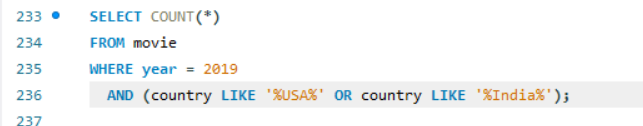 233 SELECT COUNT(*)
234 FROM movie
235 WHERE year = 2019
236 AND (country LIKE '%USA%' OR country LIKE '%India%');
237